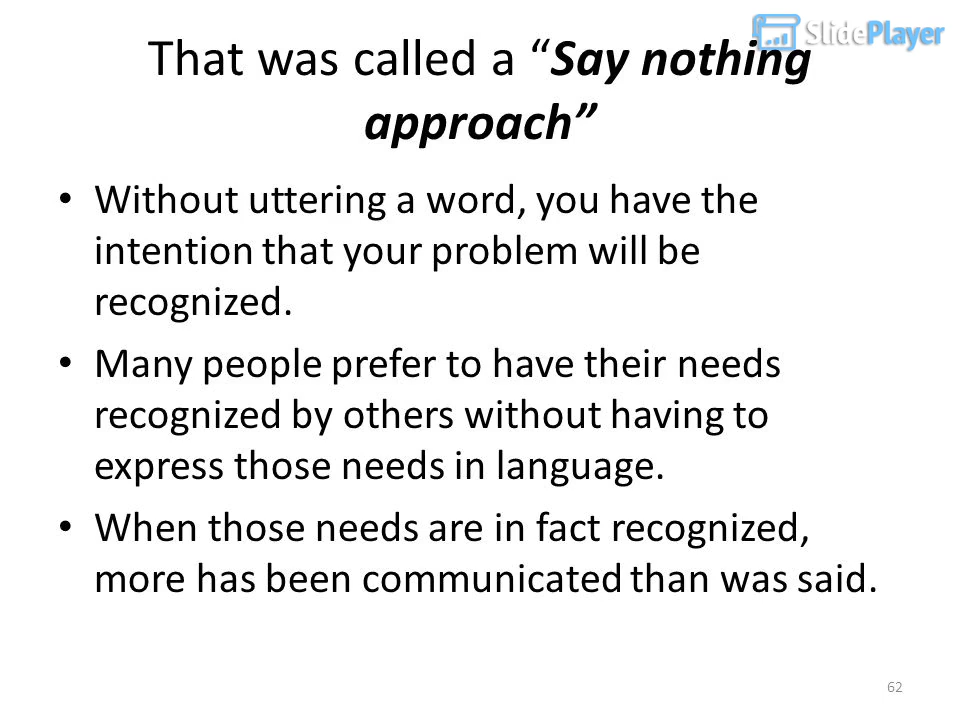 SlidePlayer
That was called a “Say nothing
approach”
• Without uttering a word, you have the
intention that your problem will be
recognized.
• Many people prefer to have their needs
recognized by others without having to
express those needs in language.
• When those needs are in fact recognized,
more has been communicated than was said.
62